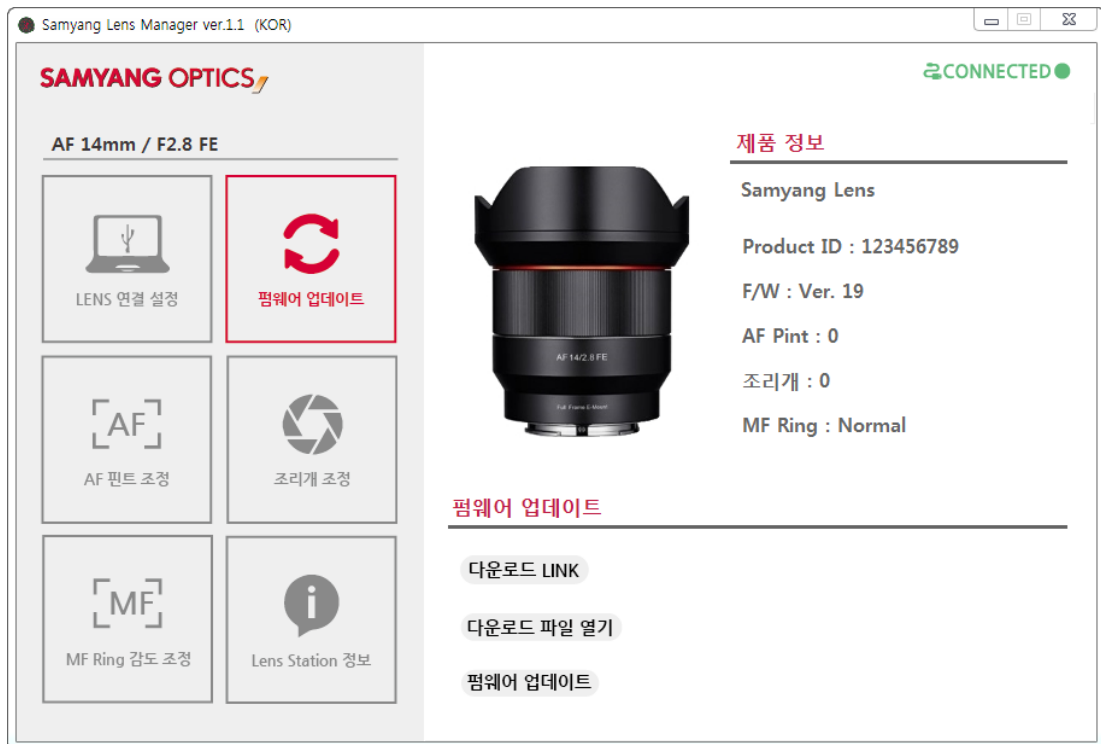 Samyang Lens Manager ver.1.1 (KOR)
SAMYANG OPTICS
CONNECTED
AF 14mm / F2.8 FE
LENS 연결 설정
펌웨어 업데이트
AF
AF 핀트 조정
조리개 조정
MF
MF Ring 감도 조정
i
Lens Station 정보
AF 14/2.8 FE
Full Frame E-Mount
제품 정보
Samyang Lens
Product ID : 123456789
F/W : Ver. 19
AF Pint : 0
조리개 : 0
MF Ring : Normal
펌웨어 업데이트
다운로드 LINK
다운로드 파일 열기
펌웨어 업데이트